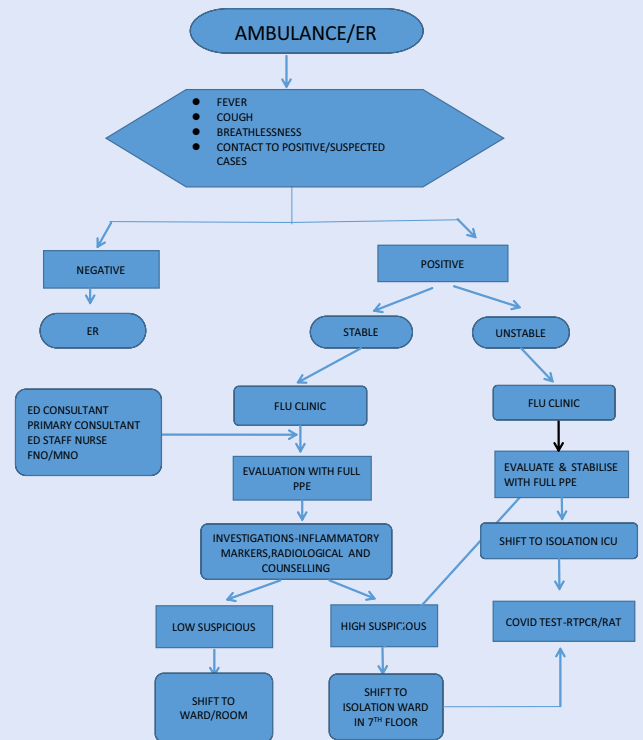 AMBULANCE/ER
● FEVER
● COUGH
● BREATHLESSNESS
● CONTACT TO POSITIVE/SUSPECTED
CASES
NEGATIVE
POSITIVE
ER
STABLE
UNSTABLE
ED CONSULTANT
PRIMARY CONSULTANT
ED STAFF NURSE
FNO/MNO
FLU CLINIC
FLU CLINIC
EVALUATION WITH FULL
PPE
EVALUATE & STABILISE
WITH FULL PPE
INVESTIGATIONS-INFLAMMATORY
MARKERS,RADIOLOGICAL AND
COUNSELLING
SHIFT TO ISOLATION ICU
LOW SUSPICIOUS
HIGH SUSPICIOUS
COVID TEST-RTPCR/RAT
SHIFT TO
WARD/ROOM
SHIFT TO
ISOLATION WARD
IN 7TH FLOOR